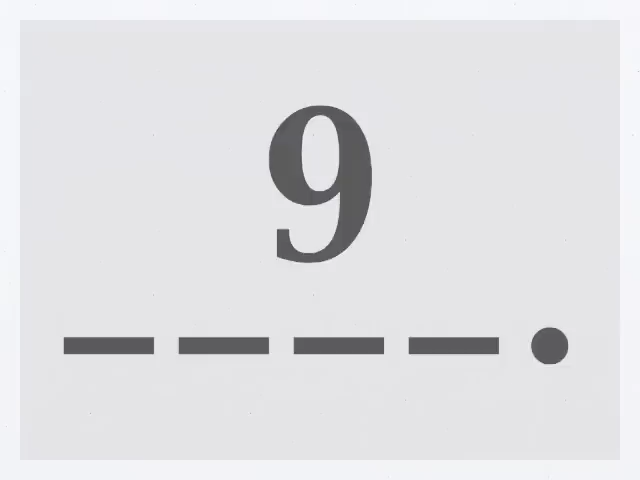 9
– – – – •